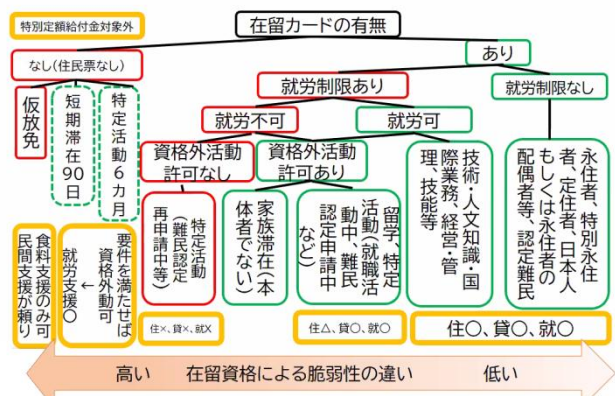 特別定額給付金対象外
在留カードの有無
なし(住民票なし)
あり
就労制限あり
就労制限なし
就労不可
就労可
仮放免
短期滞在90日
特定活動6カ月
資格外活動
許可なし
資格外活動
許可あり
特定活動
(難民認定
再申請中等)
家族滞在(本
体者でない)
留学、特定
活動(就職活
動中、難民
認定申請中
など)
技術・人文知識・国
際業務、経営・管
理、技能等
永住者、特別永住
者、定住者、日本人
もしくは永住者の
配偶者等、認定難民
食料支援のみ可
民間支援が頼り
要件を満たせば
資格外動可
←
就労支援〇
住×、貸×、就X
住△、貸〇、就〇
住〇、貸〇、就〇
高い 在留資格による脆弱性の違い 低い